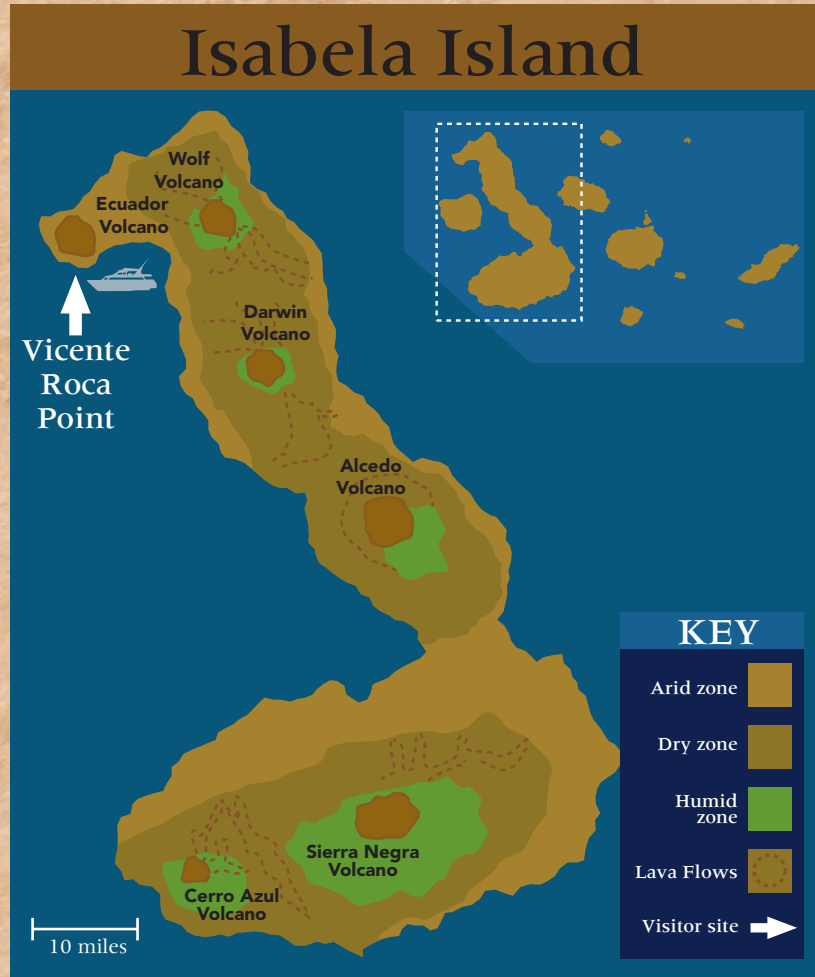 Isabela Island
Wolf
Volcano
Ecuador
Volcano
Darwin
Volcano
Vicente
Roca
Point
Alcedo
Volcano
Sierra Negra
Volcano
Cerro Azul
Volcano
10 miles
KEY
Arid zone
Dry zone
Humid
zone
Lava Flows
Visitor site